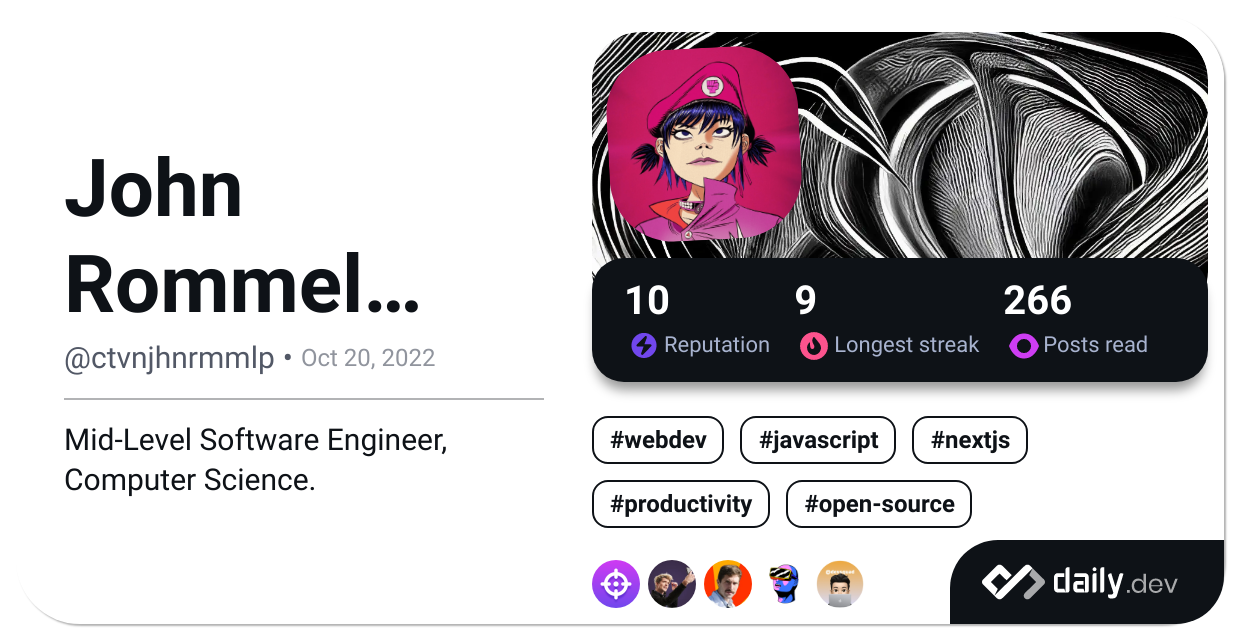 John
Rommel...
@ctvnjhnrmmlp • Oct 20, 2022
Mid-Level Software Engineer,
Computer Science.
10
Reputation
9
Longest streak
266
Posts read
#webdev
#javascript
#nextjs
#productivity
#open-source
daily.dev